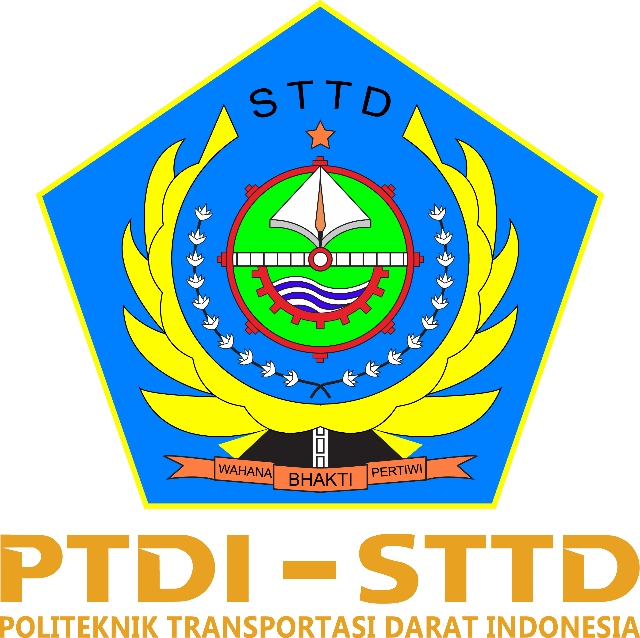 STTD
WAHANA BHAKTI PERTIWI
PTDI - STTD
POLITEKNIK TRANSPORTASI DARAT INDONESIA